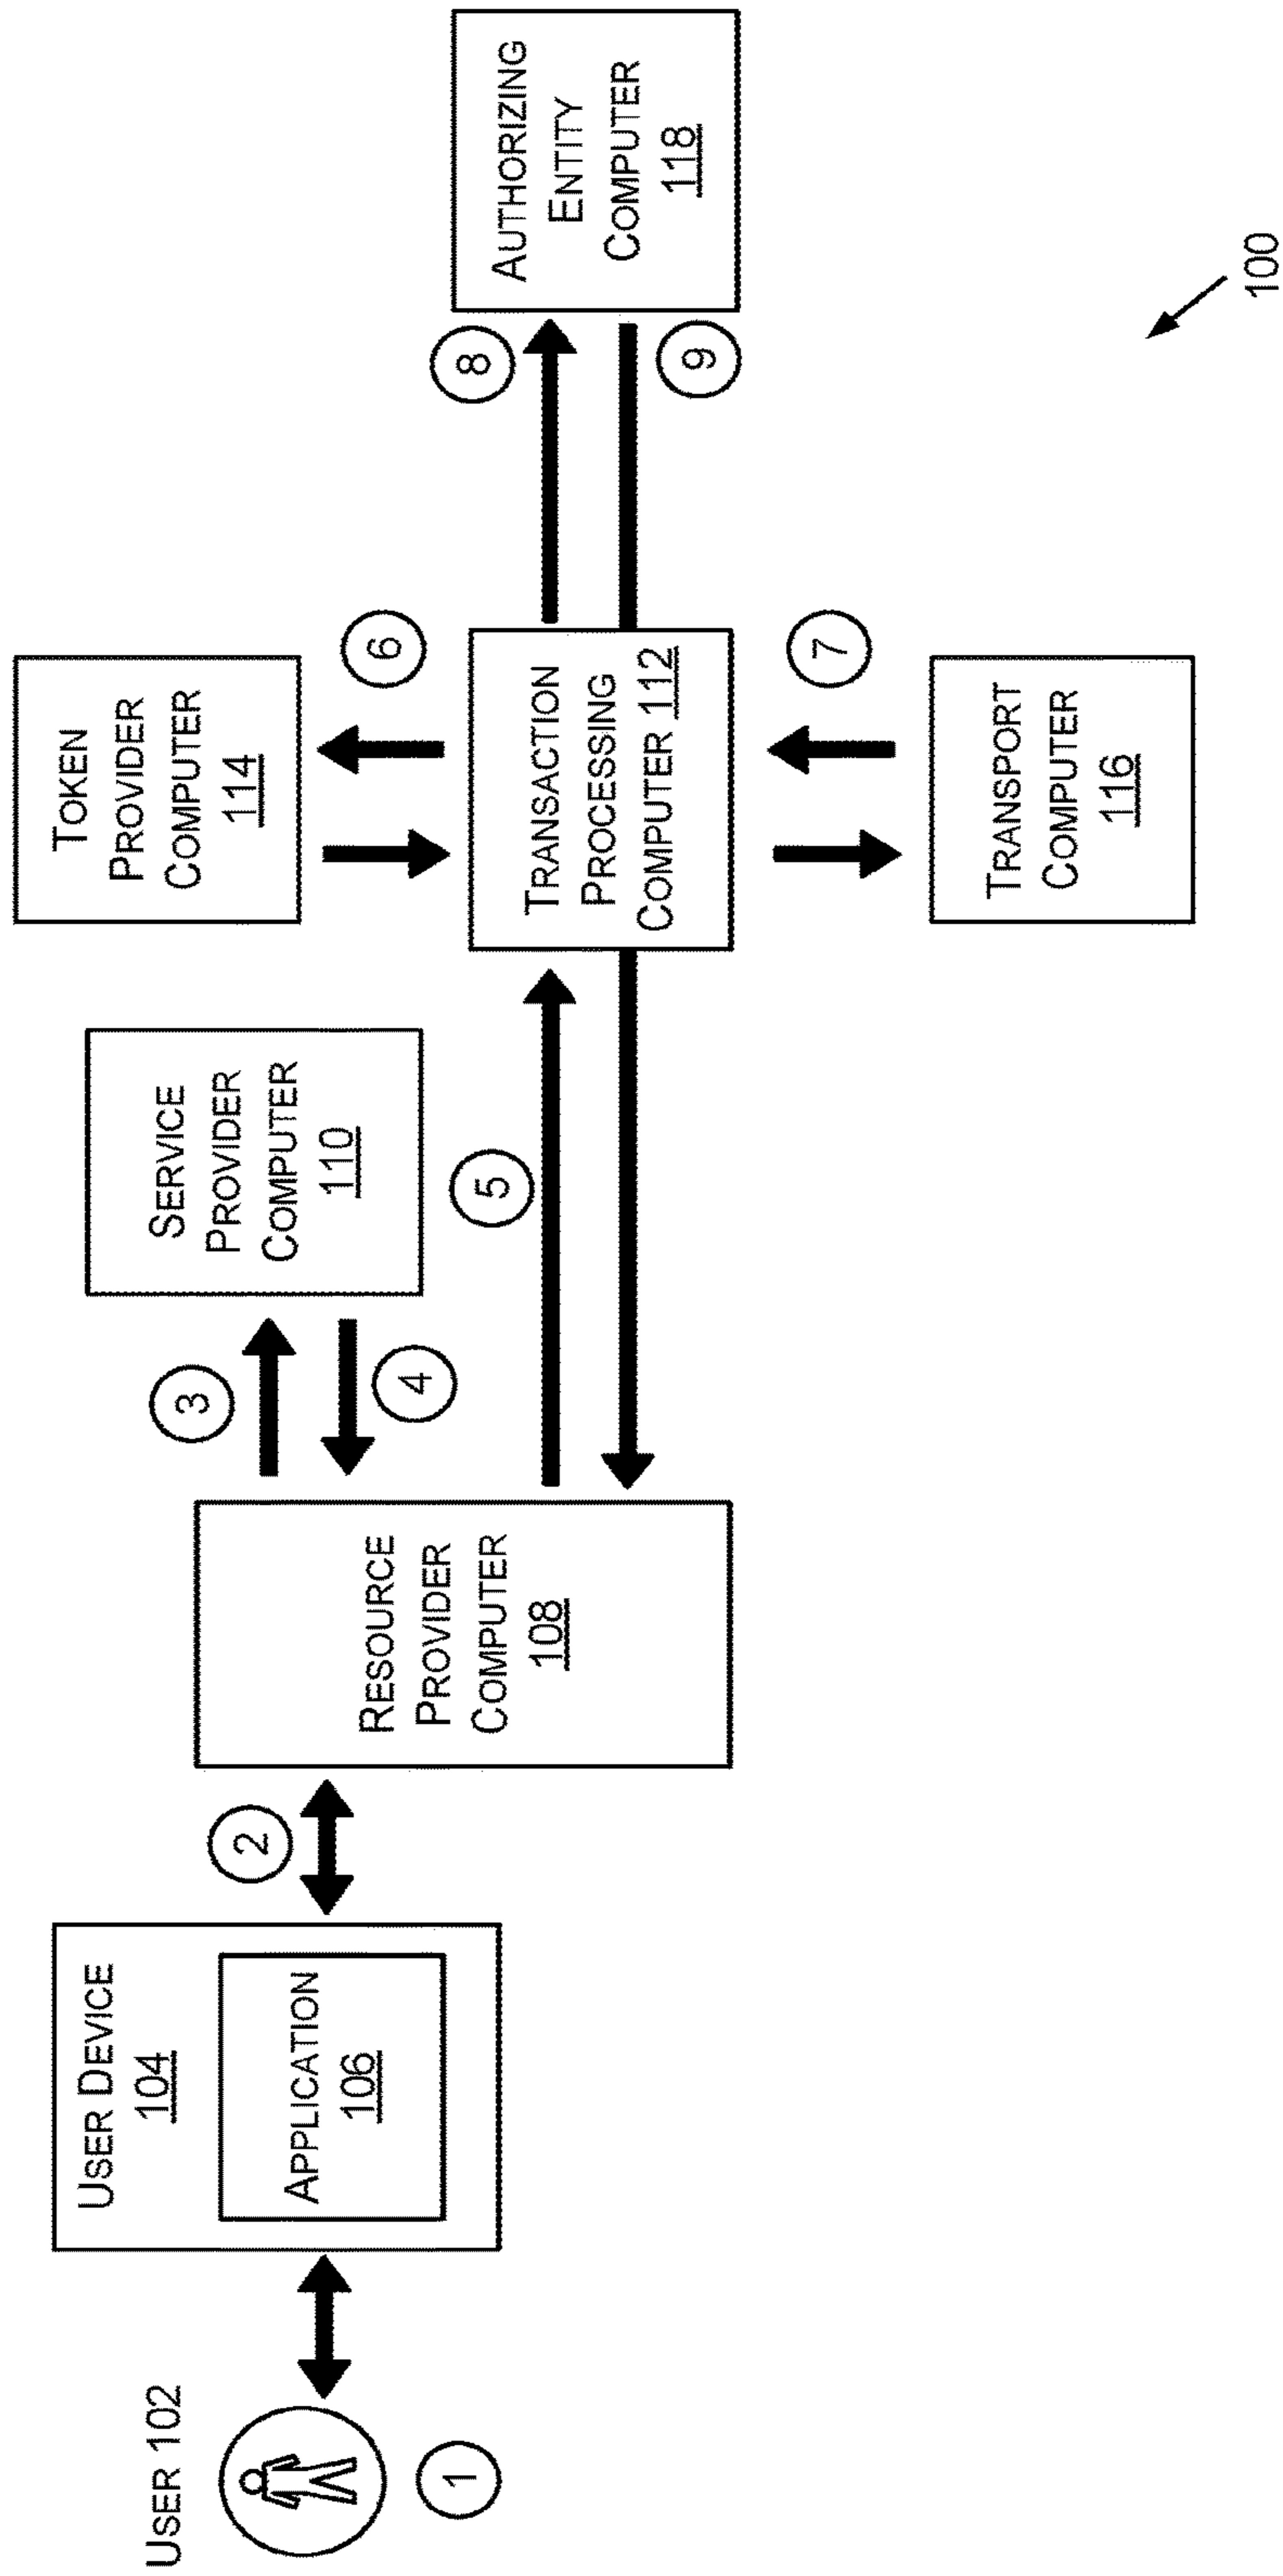 USER 102
1
USER DEVICE
104
APPLICATION
106
2
RESOURCE
PROVIDER
COMPUTER
108
3
4
SERVICE
PROVIDER
COMPUTER
110
5
TOKEN
PROVIDER
COMPUTER
114
6
TRANSACTION
PROCESSING
COMPUTER 112
7
TRANSPORT
COMPUTER
116
8
9
AUTHORIZING
ENTITY
COMPUTER
118
100